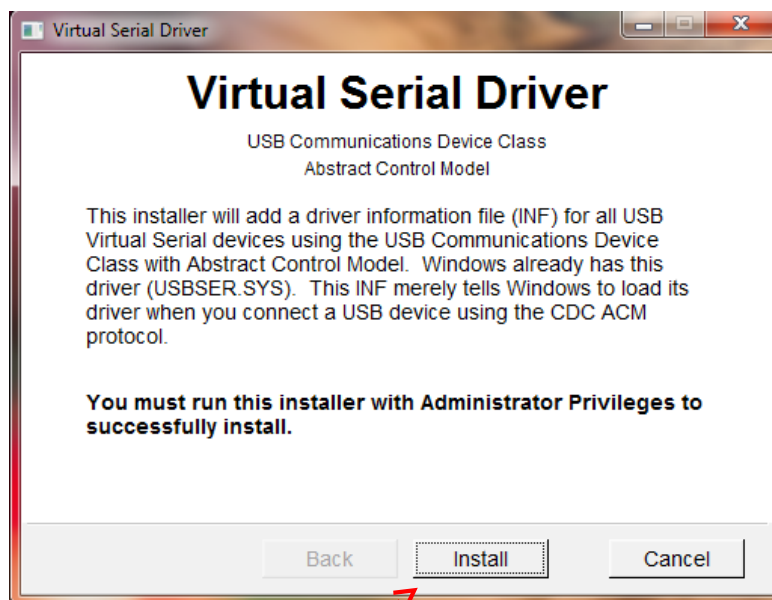 Virtual Serial Driver
Virtual Serial Driver
USB Communications Device Class
Abstract Control Model
This installer will add a driver information file (INF) for all USB
Virtual Serial devices using the USB Communications Device
Class with Abstract Control Model.  Windows already has this
driver (USBSER.SYS).  This INF merely tells Windows to load its
driver when you connect a USB device using the CDC ACM
protocol.
You must run this installer with Administrator Privileges to
successfully install.
Back Install Cancel